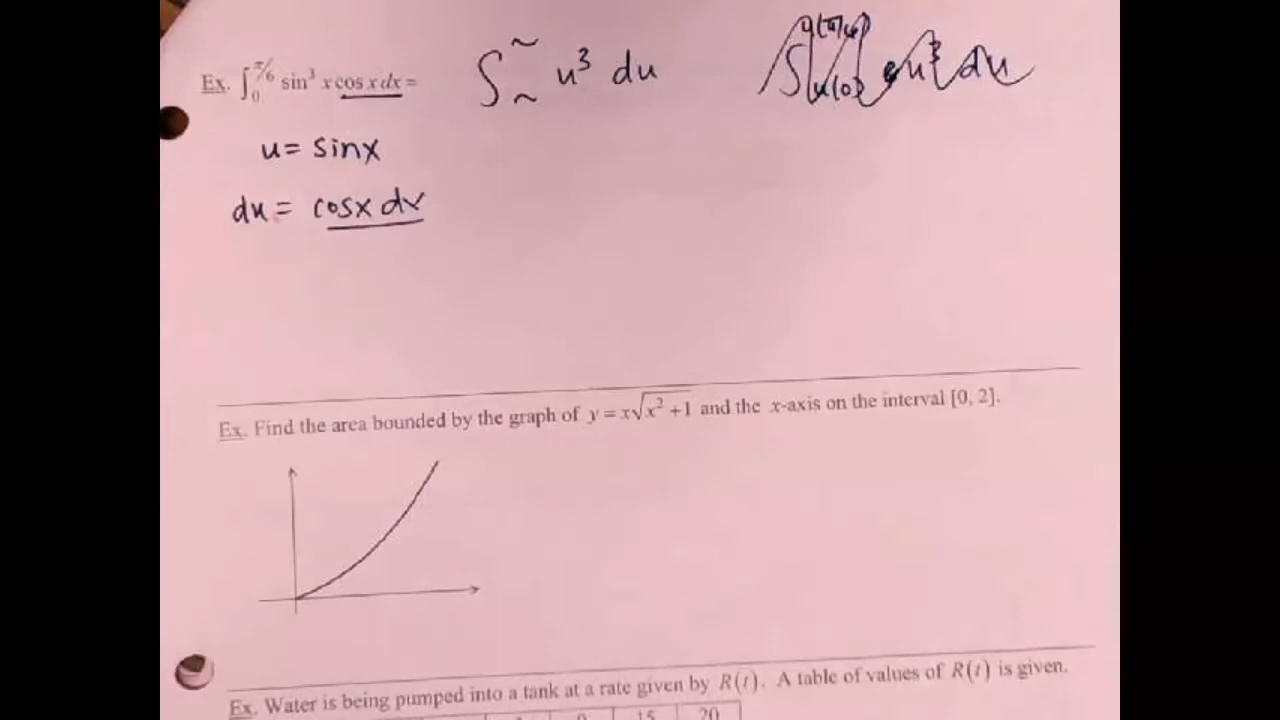 Ex. ∫₀^{π/6} sin³ x cos x dx = ∫_~^~ u³ du
u = sinx
du = cosx dx
Ex. Find the area bounded by the graph of y = x√(x² + 1) and the x-axis on the interval [0, 2].
Ex. Water is being pumped into a tank at a rate given by R(t). A table of values of R(t) is given.
15 20